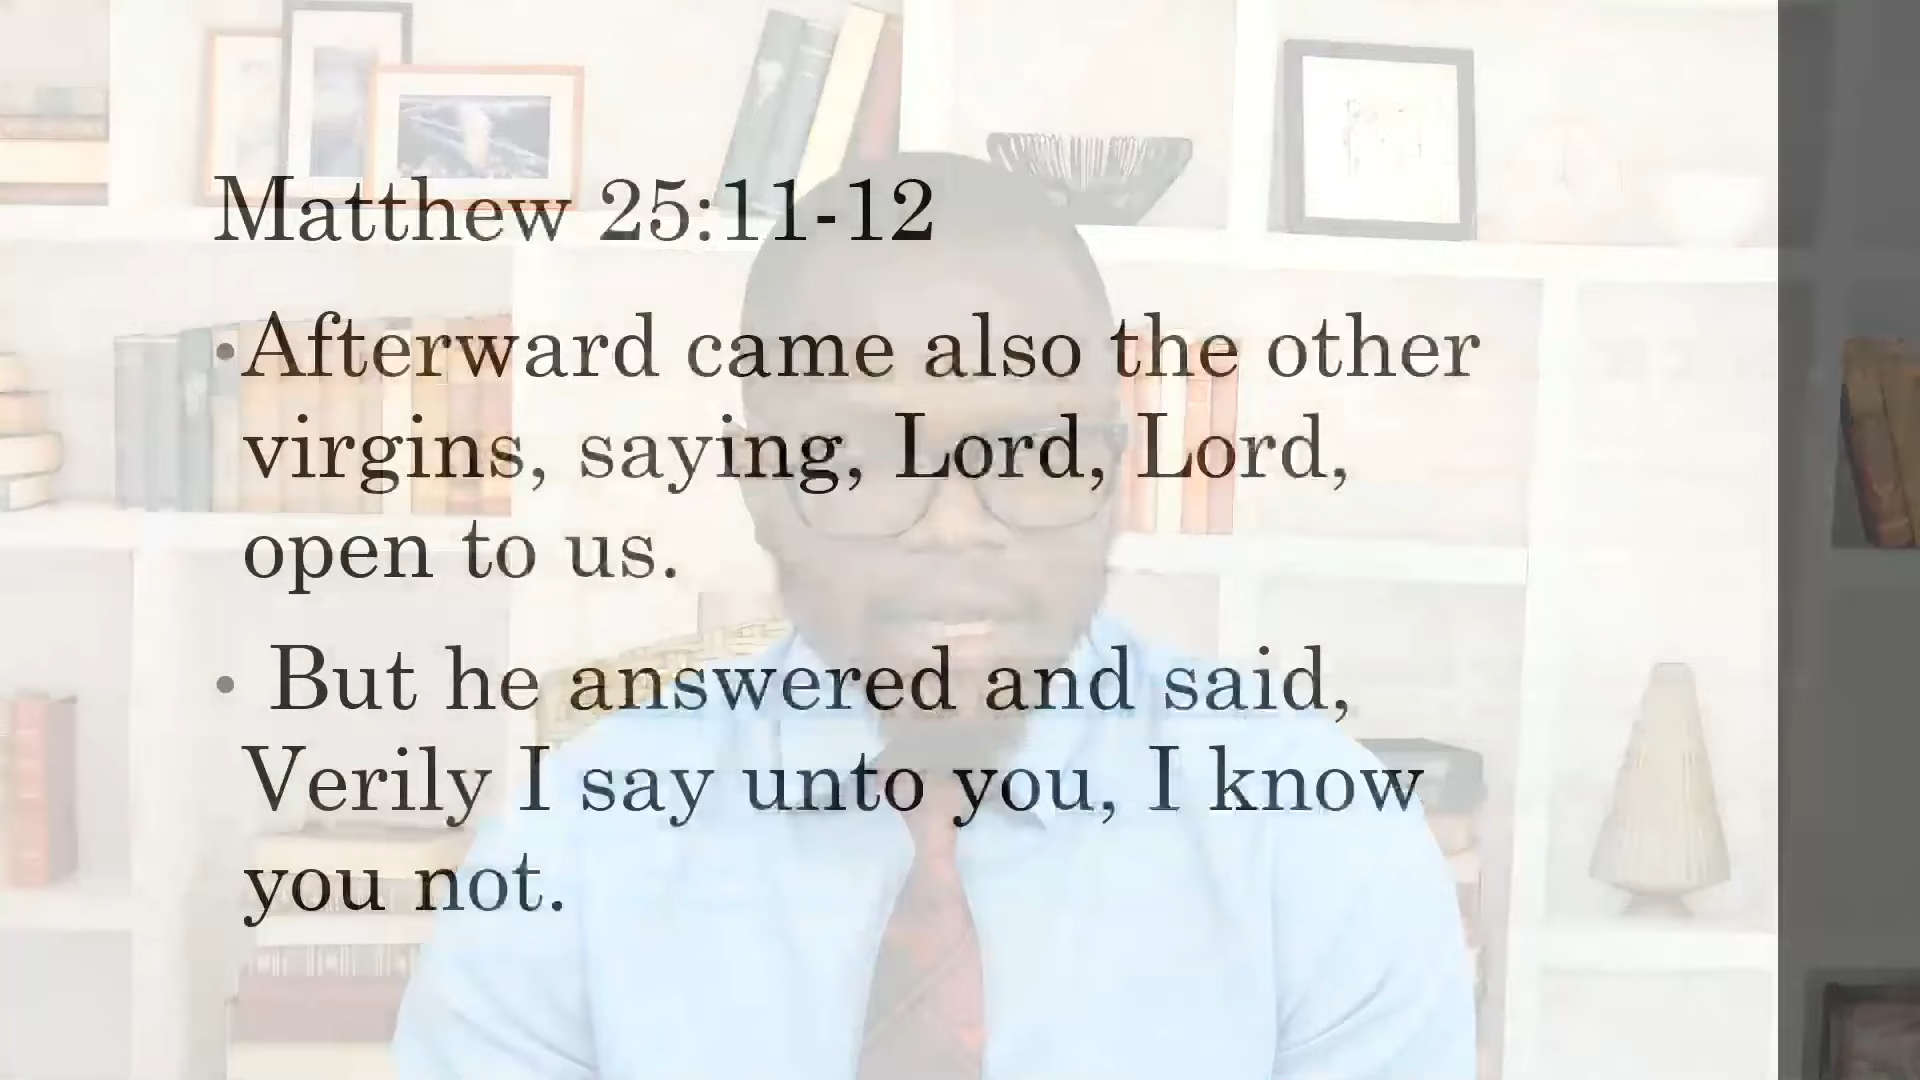 Matthew 25:11-12
•Afterward came also the other
virgins, saying, Lord, Lord,
open to us.
• But he answered and said,
Verily I say unto you, I know
you not.